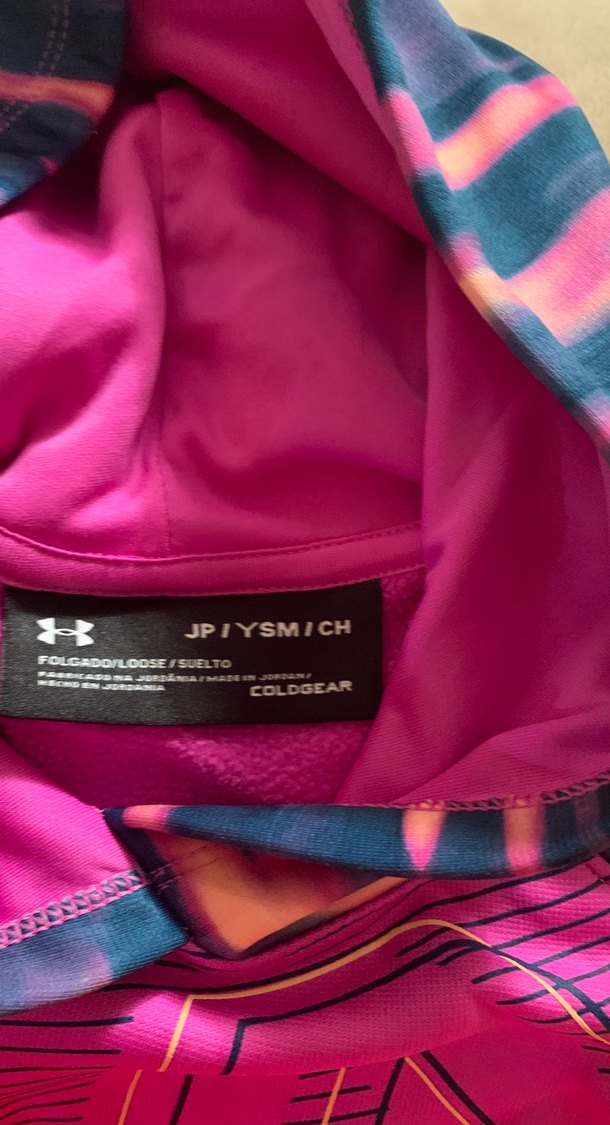 JP / YSM / CH
FOLGADO/LOOSE / SUELTO
FABRICADO NA JORDÂNIA / MADE IN JORDAN /
HECHO EN JORDANIA
COLDGEAR